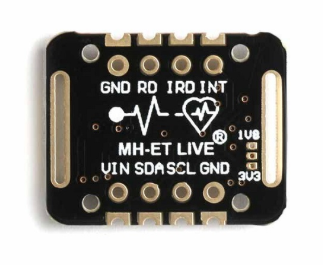 GND RD IRD INT
®
1V8
MH-ET LIVE
VIN SDA SCL GND
3V3